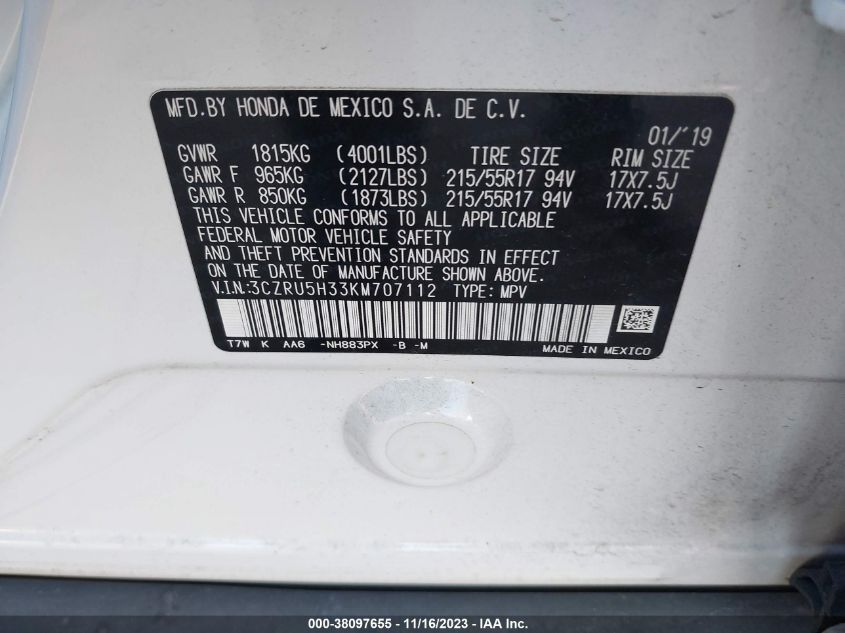 MFD.BY HONDA DE MEXICO S.A. DE C.V.
01/'19
GVWR 1815KG (4001LBS) TIRE SIZE RIM SIZE
GAWR F 965KG (2127LBS) 215/55R17 94V 17X7.5J
GAWR R 850KG (1873LBS) 215/55R17 94V 17X7.5J
THIS VEHICLE CONFORMS TO ALL APPLICABLE
FEDERAL MOTOR VEHICLE SAFETY
AND THEFT PREVENTION STANDARDS IN EFFECT
ON THE DATE OF MANUFACTURE SHOWN ABOVE.
V.I.N.:3CZRU5H33KM707112 TYPE: MPV
T7W K AA6 -NH883PX -B -M MADE IN MEXICO
000-38097655 - 11/16/2023 - IAA Inc.